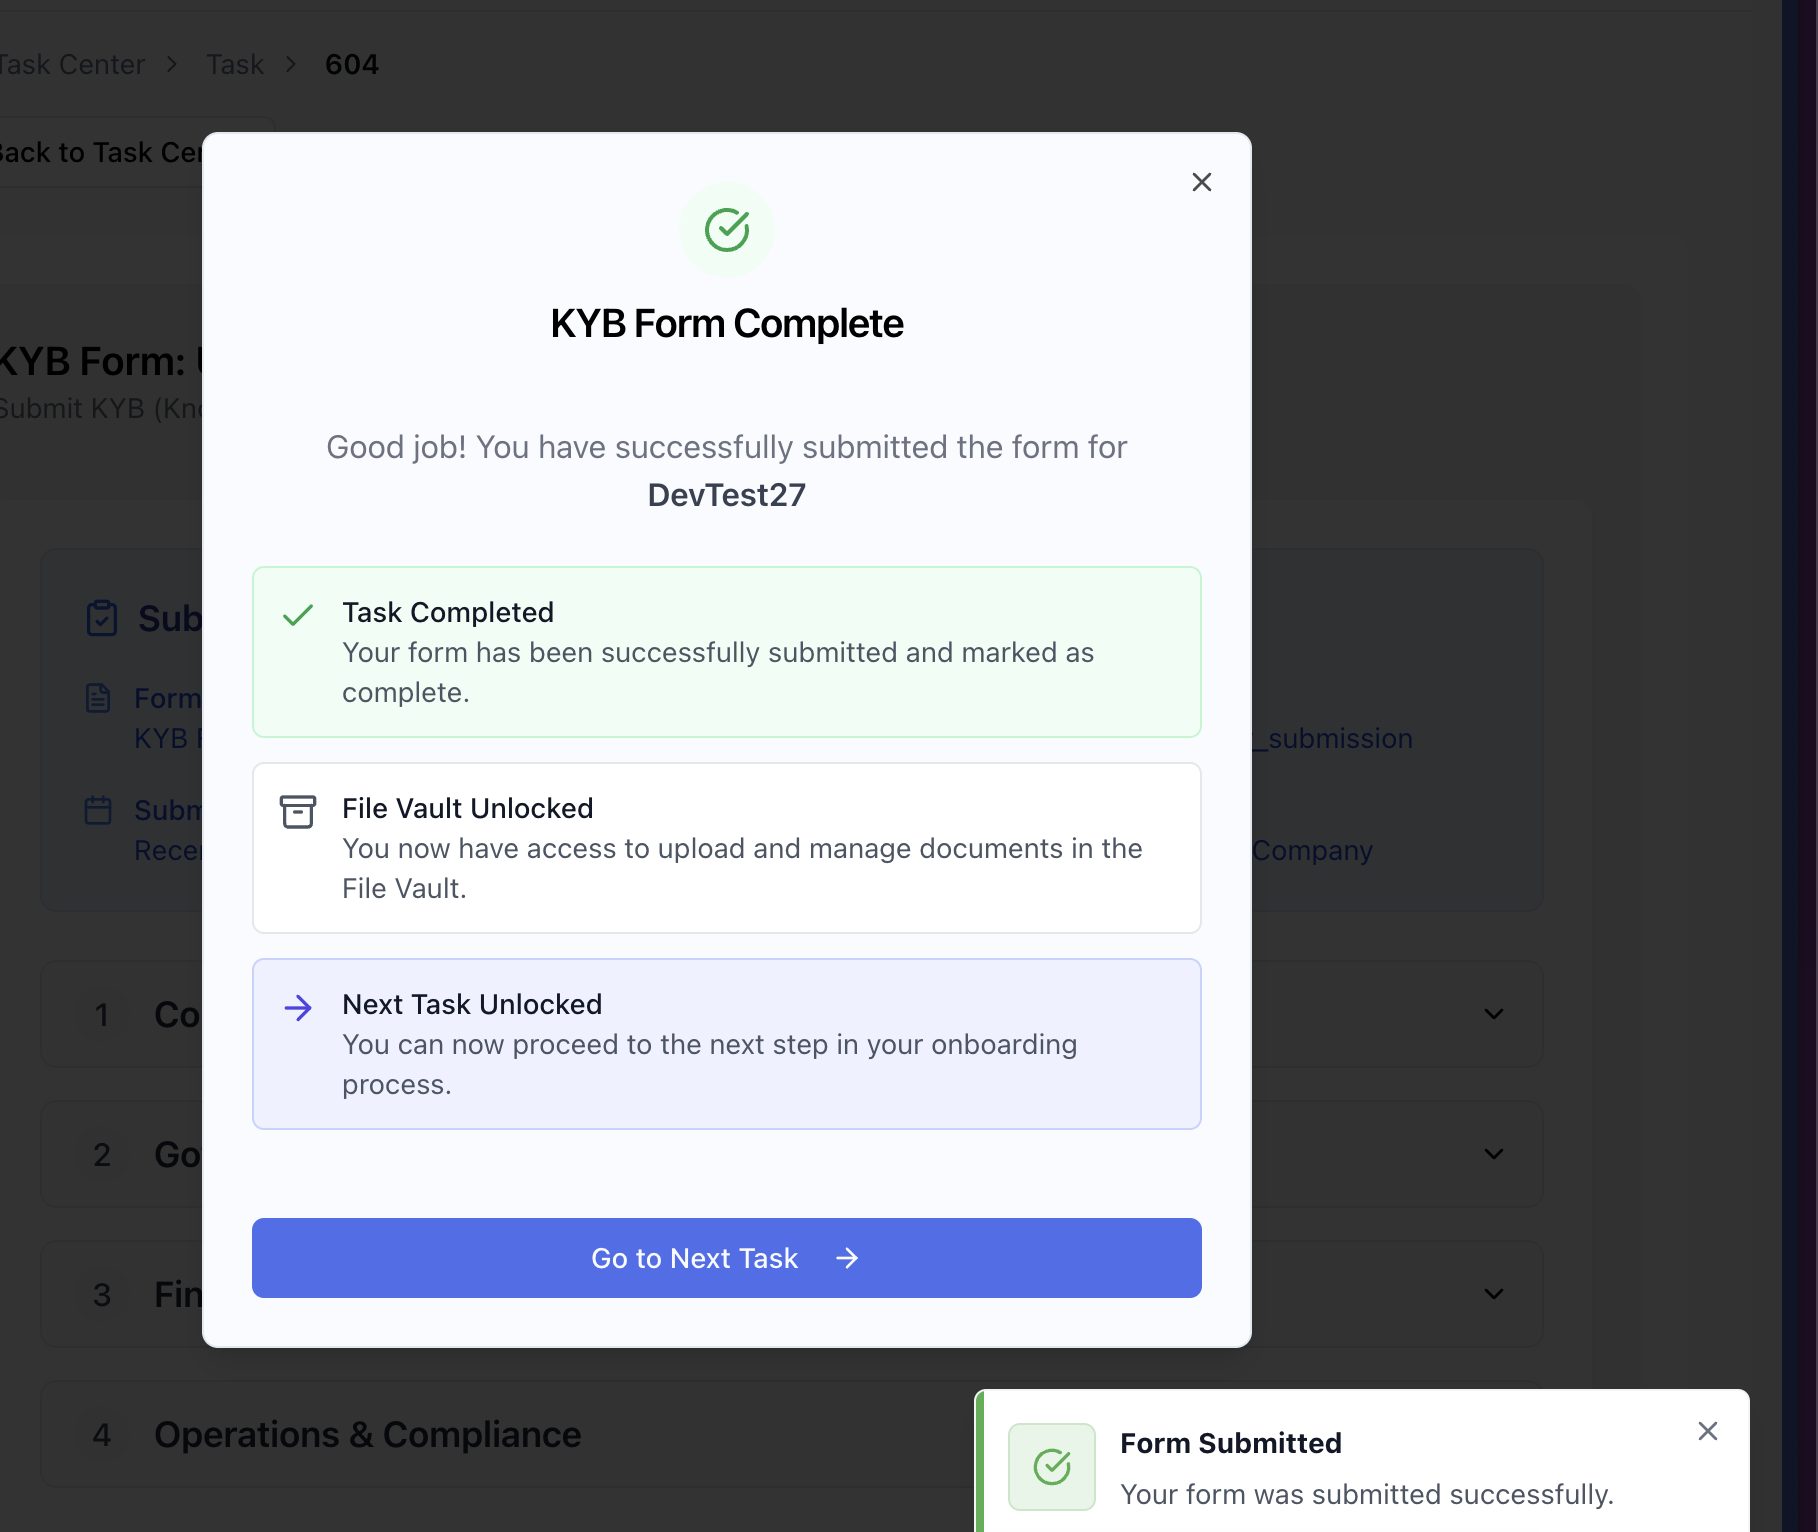 Task Center > Task > 604
Back to Task Cen
KYB Form Complete
KYB Form:
Submit KYB (Kno
Good job! You have successfully submitted the form for
DevTest27
Sub
Task Completed
Your form has been successfully submitted and marked as
complete.
Form
KYB
_submission
File Vault Unlocked
You now have access to upload and manage documents in the
File Vault.
Subm
Recen
Company
Next Task Unlocked
You can now proceed to the next step in your onboarding
process.
1 Co
2 Go
Go to Next Task
3 Fin
4 Operations & Compliance
Form Submitted
Your form was submitted successfully.